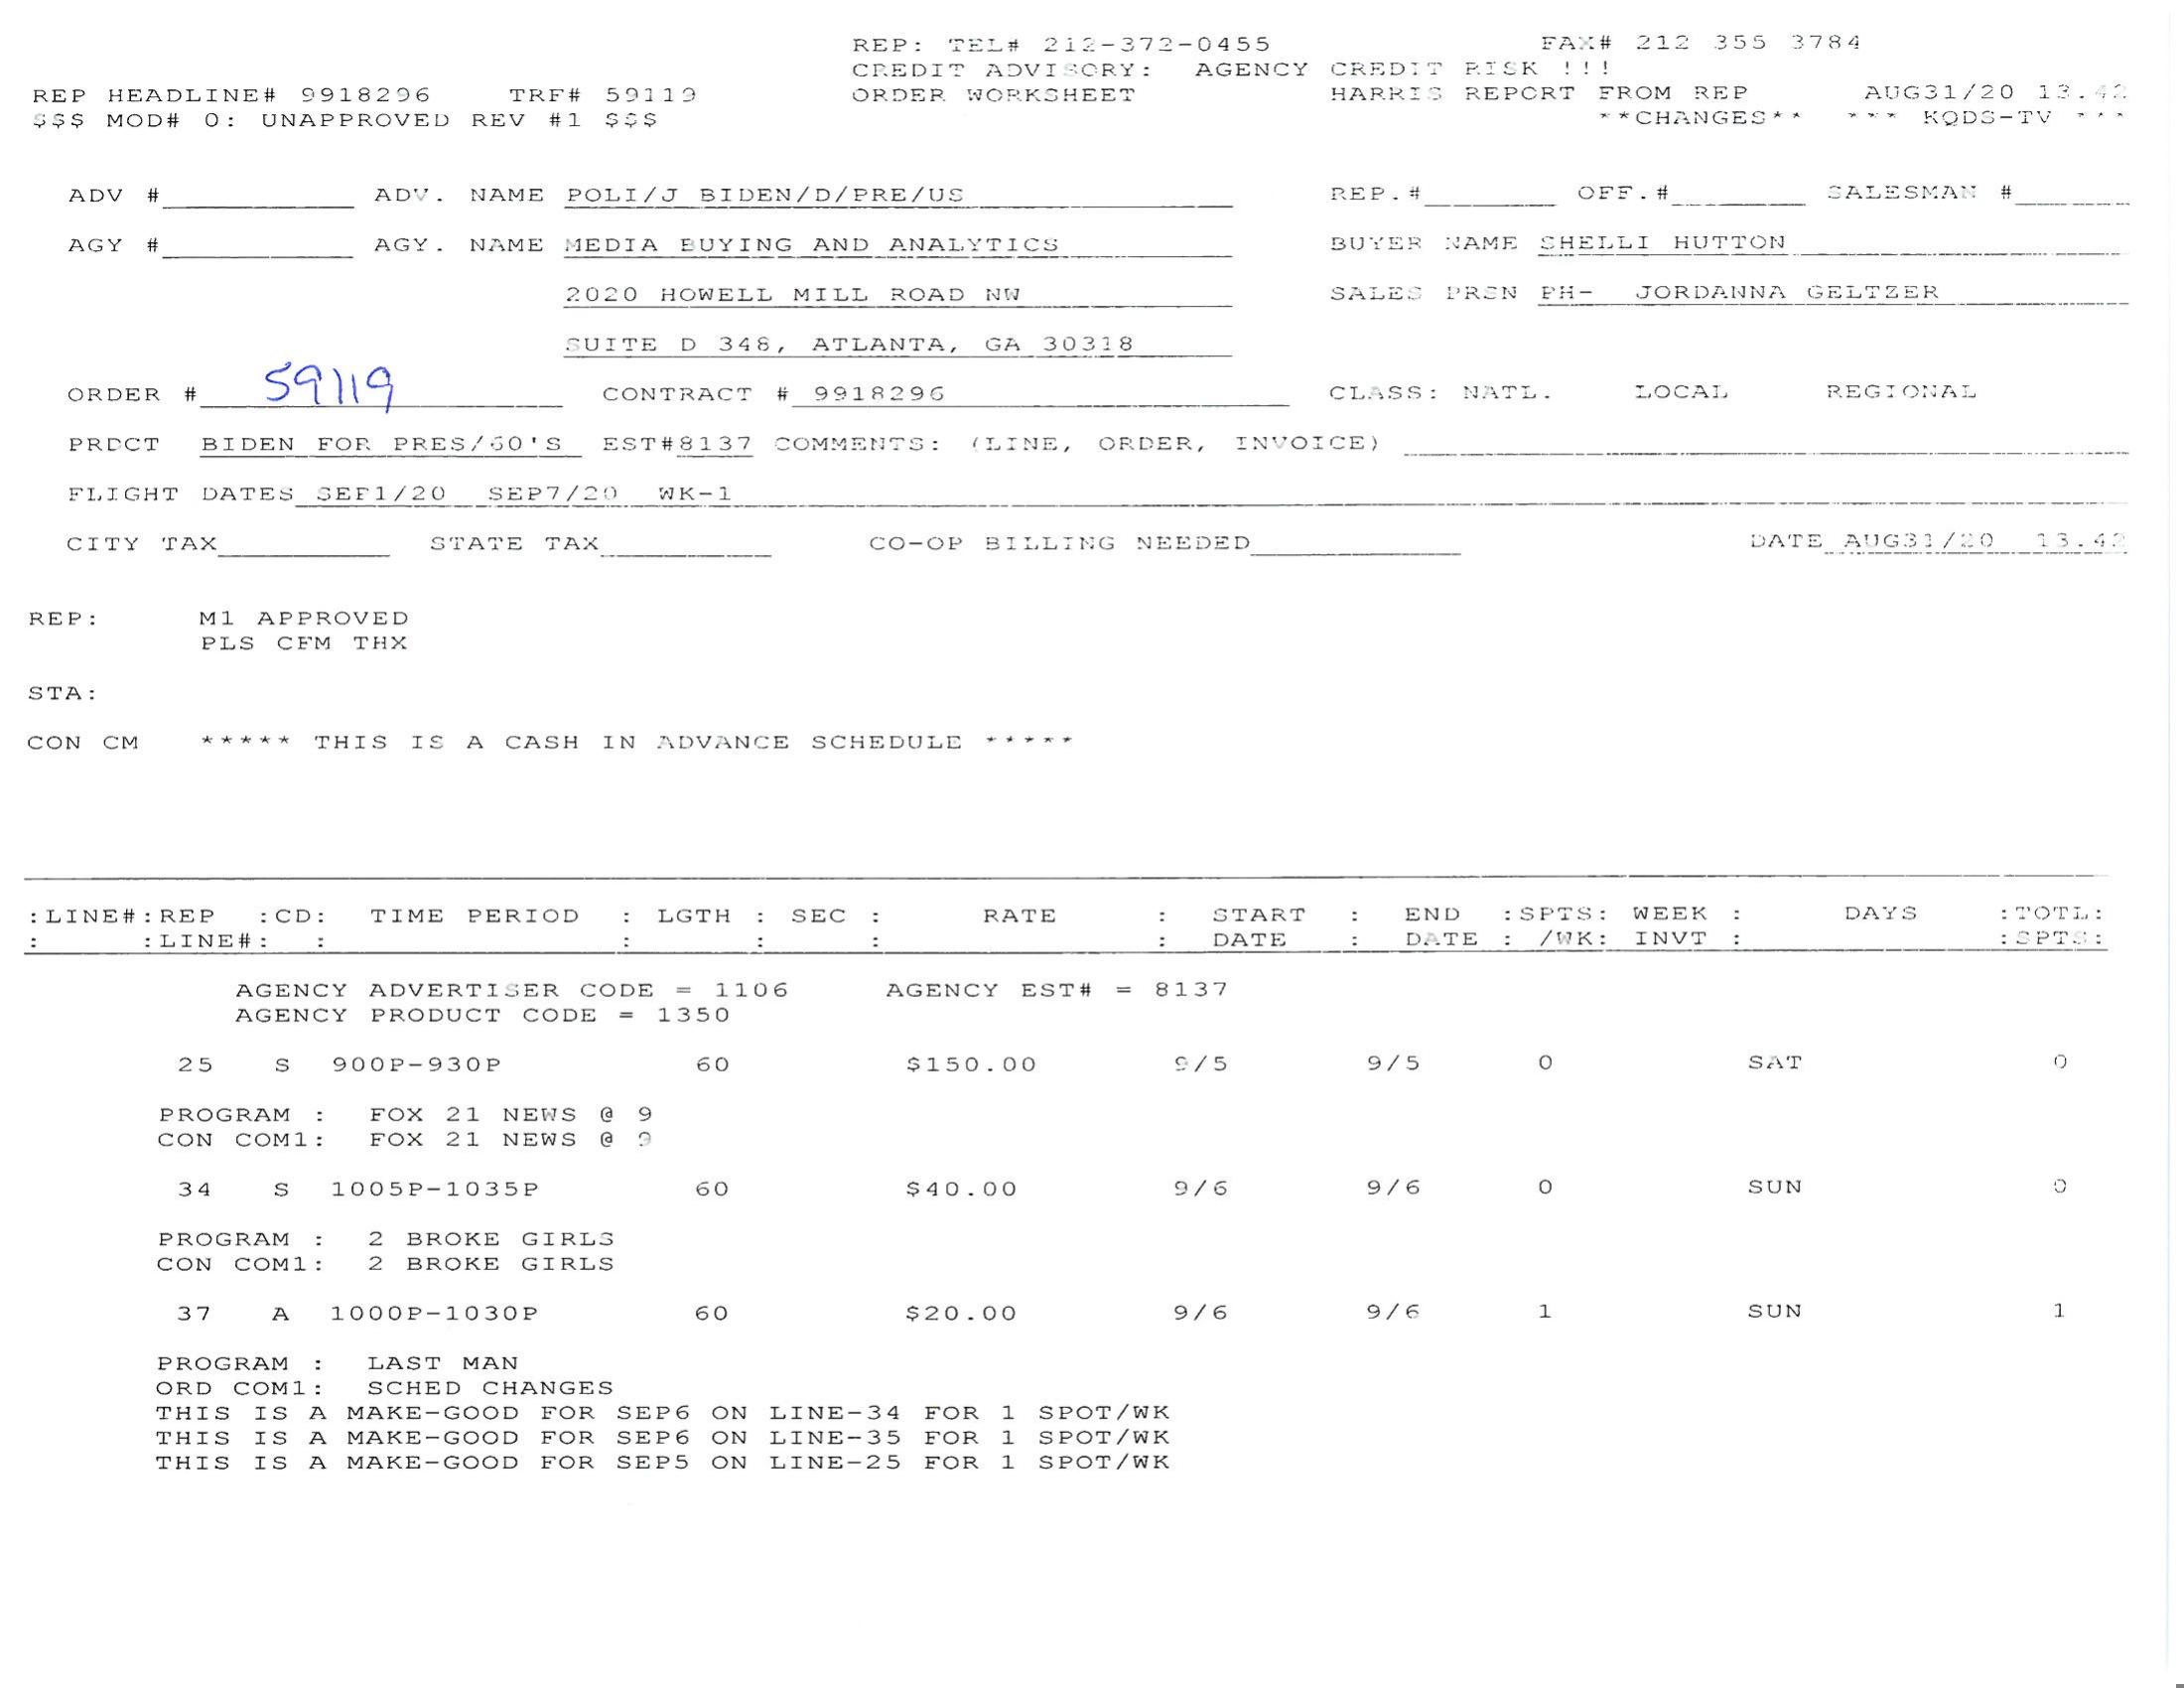 REP: TEL# 212-372-0455 FAX# 212 355 3784
CREDIT ADVISORY: AGENCY CREDIT RISK !!!
REP HEADLINE# 9918296 TRF# 59119 ORDER WORKSHEET HARRIS REPORT FROM REP AUG31/20 13.42
$$$ MOD# 0: UNAPPROVED REV #1 $$$ **CHANGES** *** KQDS-TV ***
ADV # ADV. NAME POLI/J BIDEN/D/PRE/US REP.# OFF.# SALESMAN #
AGY # AGY. NAME MEDIA BUYING AND ANALYTICS BUYER NAME SHELLI HUTTON
2020 HOWELL MILL ROAD NW SALES PRSN PH- JORDANNA GELTZER
SUITE D 348, ATLANTA, GA 30318
ORDER # 59119 CONTRACT # 9918296 CLASS: NATL. LOCAL REGIONAL
PRDCT BIDEN FOR PRES/60'S EST#8137 COMMENTS: (LINE, ORDER, INVOICE)
FLIGHT DATES SEP1/20 SEP7/20 WK-1
CITY TAX STATE TAX CO-OP BILLING NEEDED DATE AUG31/20 13.42
REP: M1 APPROVED
PLS CFM THX
STA:
CON CM ***** THIS IS A CASH IN ADVANCE SCHEDULE *****
:LINE#:REP :CD: TIME PERIOD : LGTH : SEC : RATE : START : END :SPTS: WEEK : DAYS :TOTL:
: :LINE#: : : : : : DATE : DATE : /WK: INVT : :SPTS:
AGENCY ADVERTISER CODE = 1106 AGENCY EST# = 8137
AGENCY PRODUCT CODE = 1350
25 S 900P-930P 60 $150.00 9/5 9/5 0 SAT 0
PROGRAM : FOX 21 NEWS @ 9
CON COM1: FOX 21 NEWS @ 9
34 S 1005P-1035P 60 $40.00 9/6 9/6 0 SUN 0
PROGRAM : 2 BROKE GIRLS
CON COM1: 2 BROKE GIRLS
37 A 1000P-1030P 60 $20.00 9/6 9/6 1 SUN 1
PROGRAM : LAST MAN
ORD COM1: SCHED CHANGES
THIS IS A MAKE-GOOD FOR SEP6 ON LINE-34 FOR 1 SPOT/WK
THIS IS A MAKE-GOOD FOR SEP6 ON LINE-35 FOR 1 SPOT/WK
THIS IS A MAKE-GOOD FOR SEP5 ON LINE-25 FOR 1 SPOT/WK